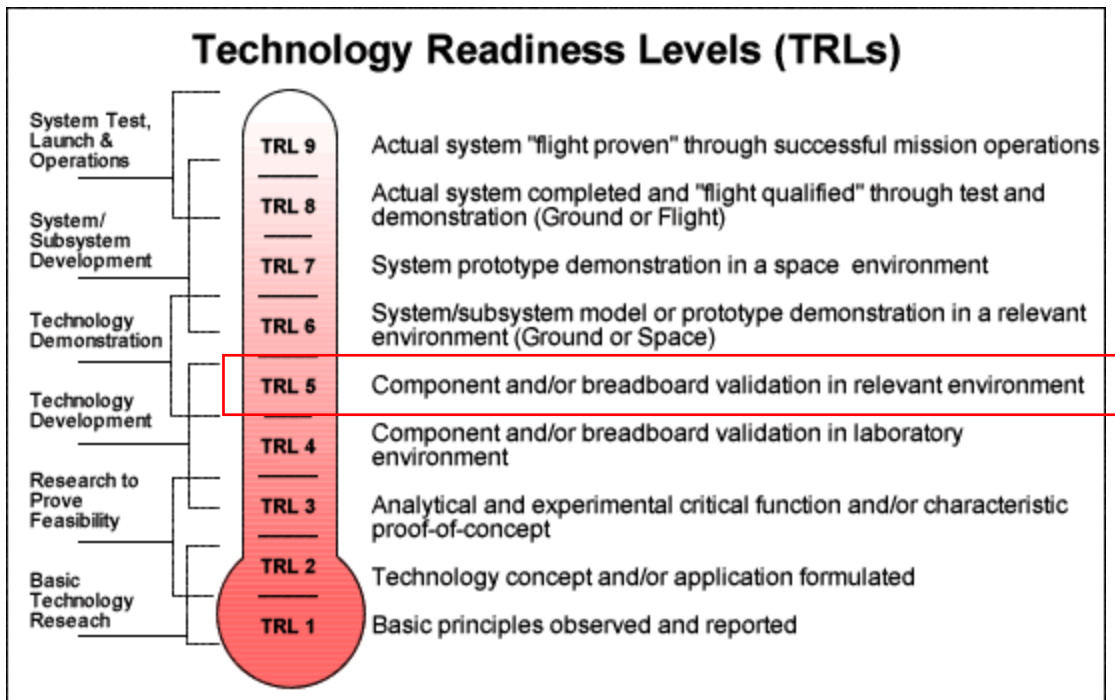 Technology Readiness Levels (TRLs)
System Test,
Launch &
Operations
System/
Subsystem
Development
Technology
Demonstration
Technology
Development
Research to
Prove
Feasibility
Basic
Technology
Reseach
TRL 9
Actual system "flight proven" through successful mission operations
TRL 8
Actual system completed and "flight qualified" through test and
demonstration (Ground or Flight)
TRL 7
System prototype demonstration in a space environment
TRL 6
System/subsystem model or prototype demonstration in a relevant
environment (Ground or Space)
TRL 5
Component and/or breadboard validation in relevant environment
TRL 4
Component and/or breadboard validation in laboratory
environment
TRL 3
Analytical and experimental critical function and/or characteristic
proof-of-concept
TRL 2
Technology concept and/or application formulated
TRL 1
Basic principles observed and reported